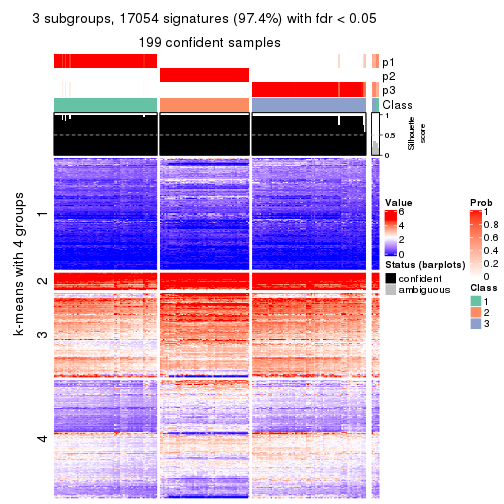 3 subgroups, 17054 signatures (97.4%) with fdr < 0.05
199 confident samples
p1
p2
p3
Class
1
0.5
0
Silhouette
score
k-means with 4 groups
1
2
3
4
Value
6
4
2
0
Status (barplots)
confident
ambiguous
Prob
1
0.8
0.6
0.4
0.2
0
Class
1
2
3